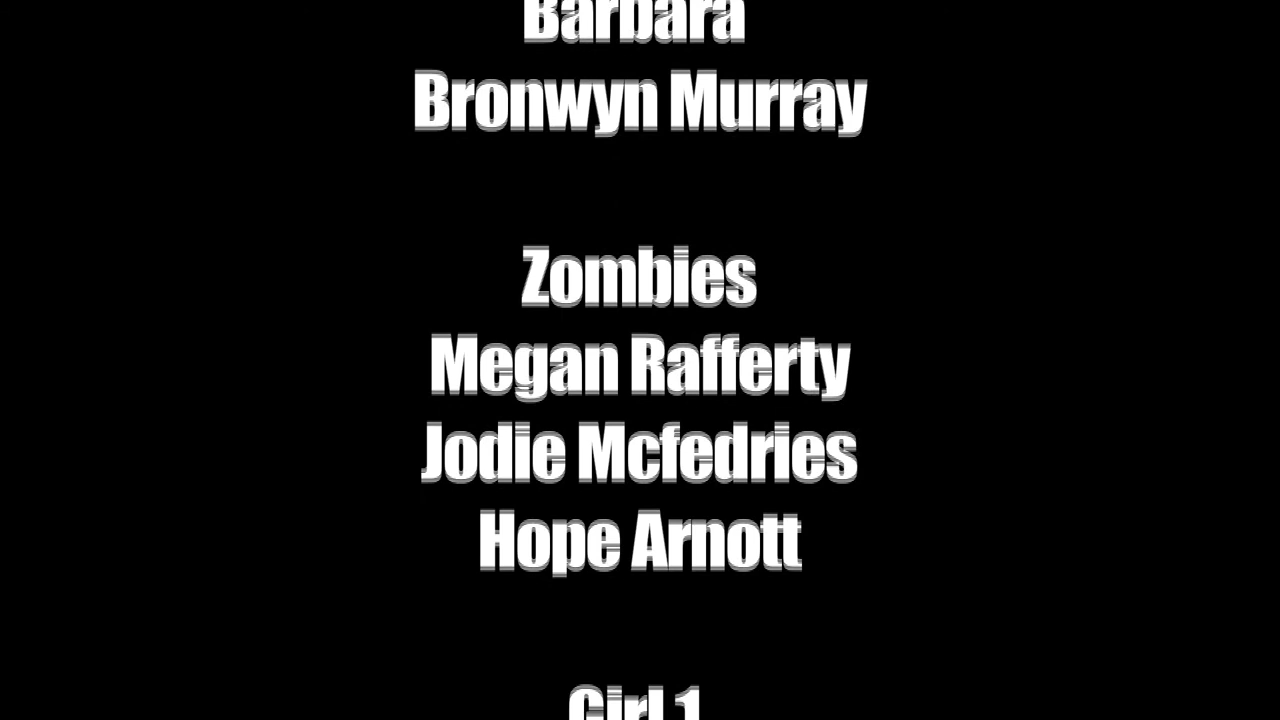 Barbara
Bronwyn Murray
Zombies
Megan Rafferty
Jodie Mcfedries
Hope Arnott
Girl 1